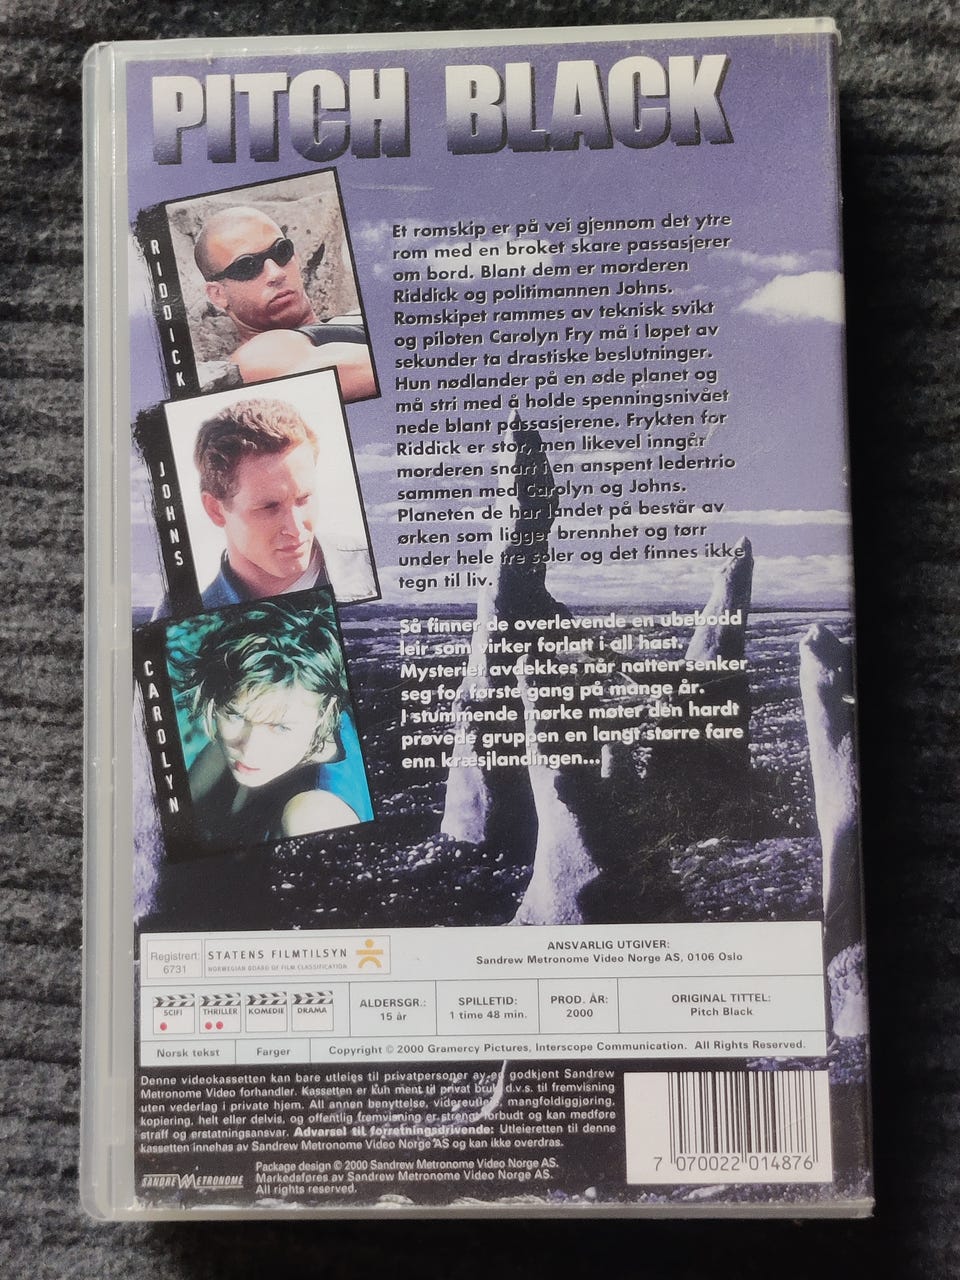 PITCH BLACK
RIDDICK
JOHNS
CAROLYN
Et romskip er på vei gjennom det ytre
rom med en broket skare passasjerer
om bord. Blant dem er morderen
Riddick og politimannen Johns.
Romskipet rammes av teknisk svikt
og piloten Carolyn Fry må i løpet av
sekunder ta drastiske beslutninger.
Hun nødlander på en øde planet og
må stri med å holde spenningsnivået
nede blant passasjerene. Frykten for
Riddick er stor, men likevel inngår
morderen snart i en anspent ledertrio
sammen med Carolyn og Johns.
Planeten de har landet på består av
ørken som ligger brennhet og tørr
under hele tre soler og det finnes ikke
tegn til liv.
Så finner de overlevende en ubebodd
leir som virker forlatt i all hast.
Mysteriet avdekkes når natten senker
seg for første gang på mange år.
I stummende mørke møter den hardt
prøvede gruppen en langt større fare
enn kræsjlandingen...
Registrert:
6731
STATENS FILMTILSYN
NORWEGIAN BOARD OF FILM CLASSIFICATION
ANSVARLIG UTGIVER:
Sandrew Metronome Video Norge AS, 0106 Oslo
SCIFI THRILLER KOMEDIE DRAMA
ALDERSGR.:
15 år
SPILLETID:
1 time 48 min.
PROD. ÅR:
2000
ORIGINAL TITTEL:
Pitch Black
Norsk tekst
Farger
Copyright © 2000 Gramercy Pictures, Interscope Communication. All Rights Reserved.
Denne videokassetten kan bare utleies til privatpersoner av en godkjent Sandrew
Metronome Video forhandler. Kassetten er kun ment til privat bruk, d.v.s. til fremvisning
uten vederlag i private hjem. All annen benyttelse, videreutleie, mangfoldiggjøring,
kopiering, helt eller delvis, og offentlig fremvisning er strengt forbudt og kan medføre
straff og erstatningsansvar. Advarsel til forretningsdrivende: Utleieretten til denne
kassetten innehas av Sandrew Metronome Video Norge AS og kan ikke overdras.
SANDREW METRONOME
Package design © 2000 Sandrew Metronome Video Norge AS.
Markedsføres av Sandrew Metronome Video Norge AS.
All rights reserved.
7 070022 014876